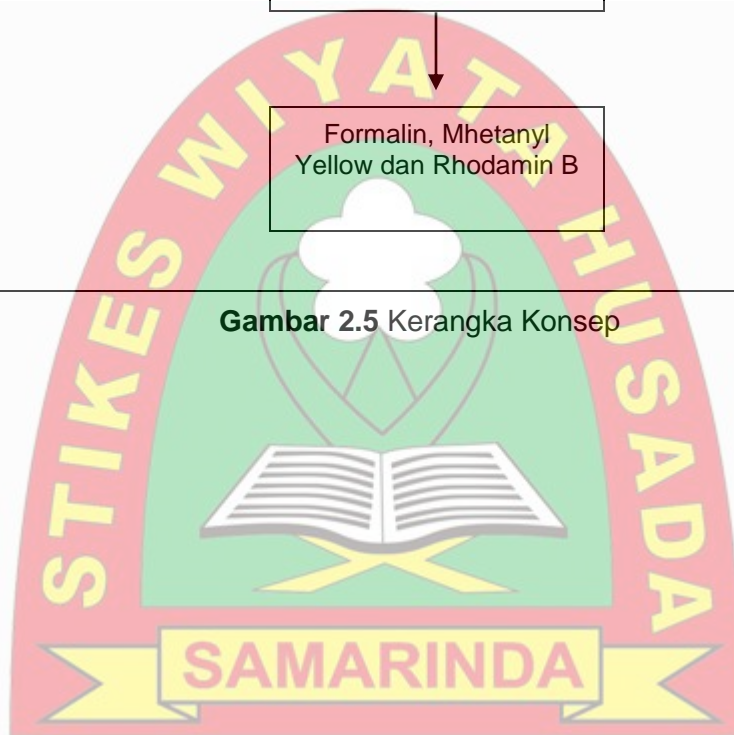 Formalin, Mhetanyl
Yellow dan Rhodamin B
Gambar 2.5 Kerangka Konsep
STIKES WIYATA HUSADA
SAMARINDA